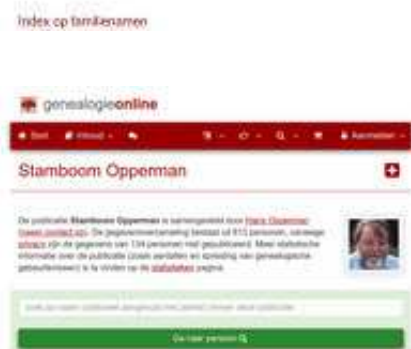 Index op familienamen
genealogieonline
Start Inhoud Aanmelden
Stamboom Opperman
De publicatie Stamboom Opperman is samengesteld door Hans Opperman
(neem contact op). De gegevensverzameling bestaat uit 913 personen, vanwege
privacy zijn de gegevens van 134 personen niet gepubliceerd. Meer statistische
informatie over de publicatie (zoals aantallen en spreiding van genealogische
gebeurtenissen) is te vinden op de statistieken pagina.
Ga naar persoon